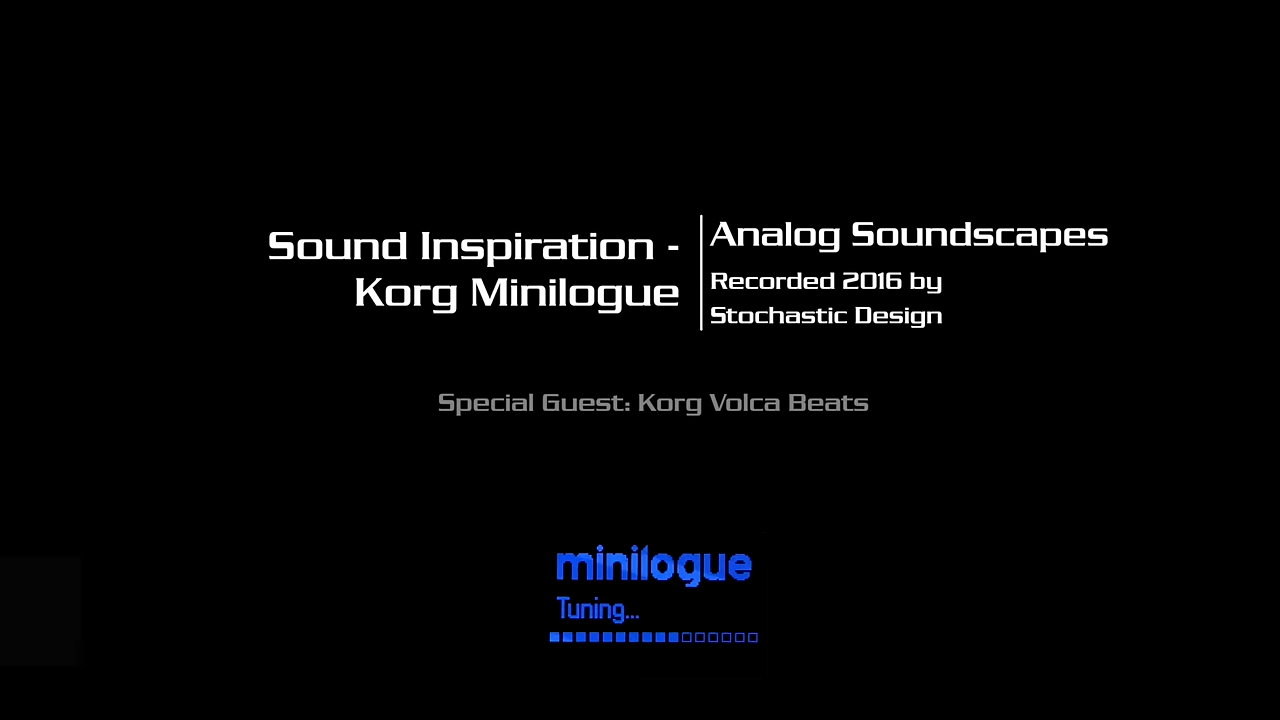 Sound Inspiration -
Korg Minilogue
Analog Soundscapes
Recorded 2016 by
Stochastic Design
Special Guest: Korg Volca Beats
minilogue
Tuning...